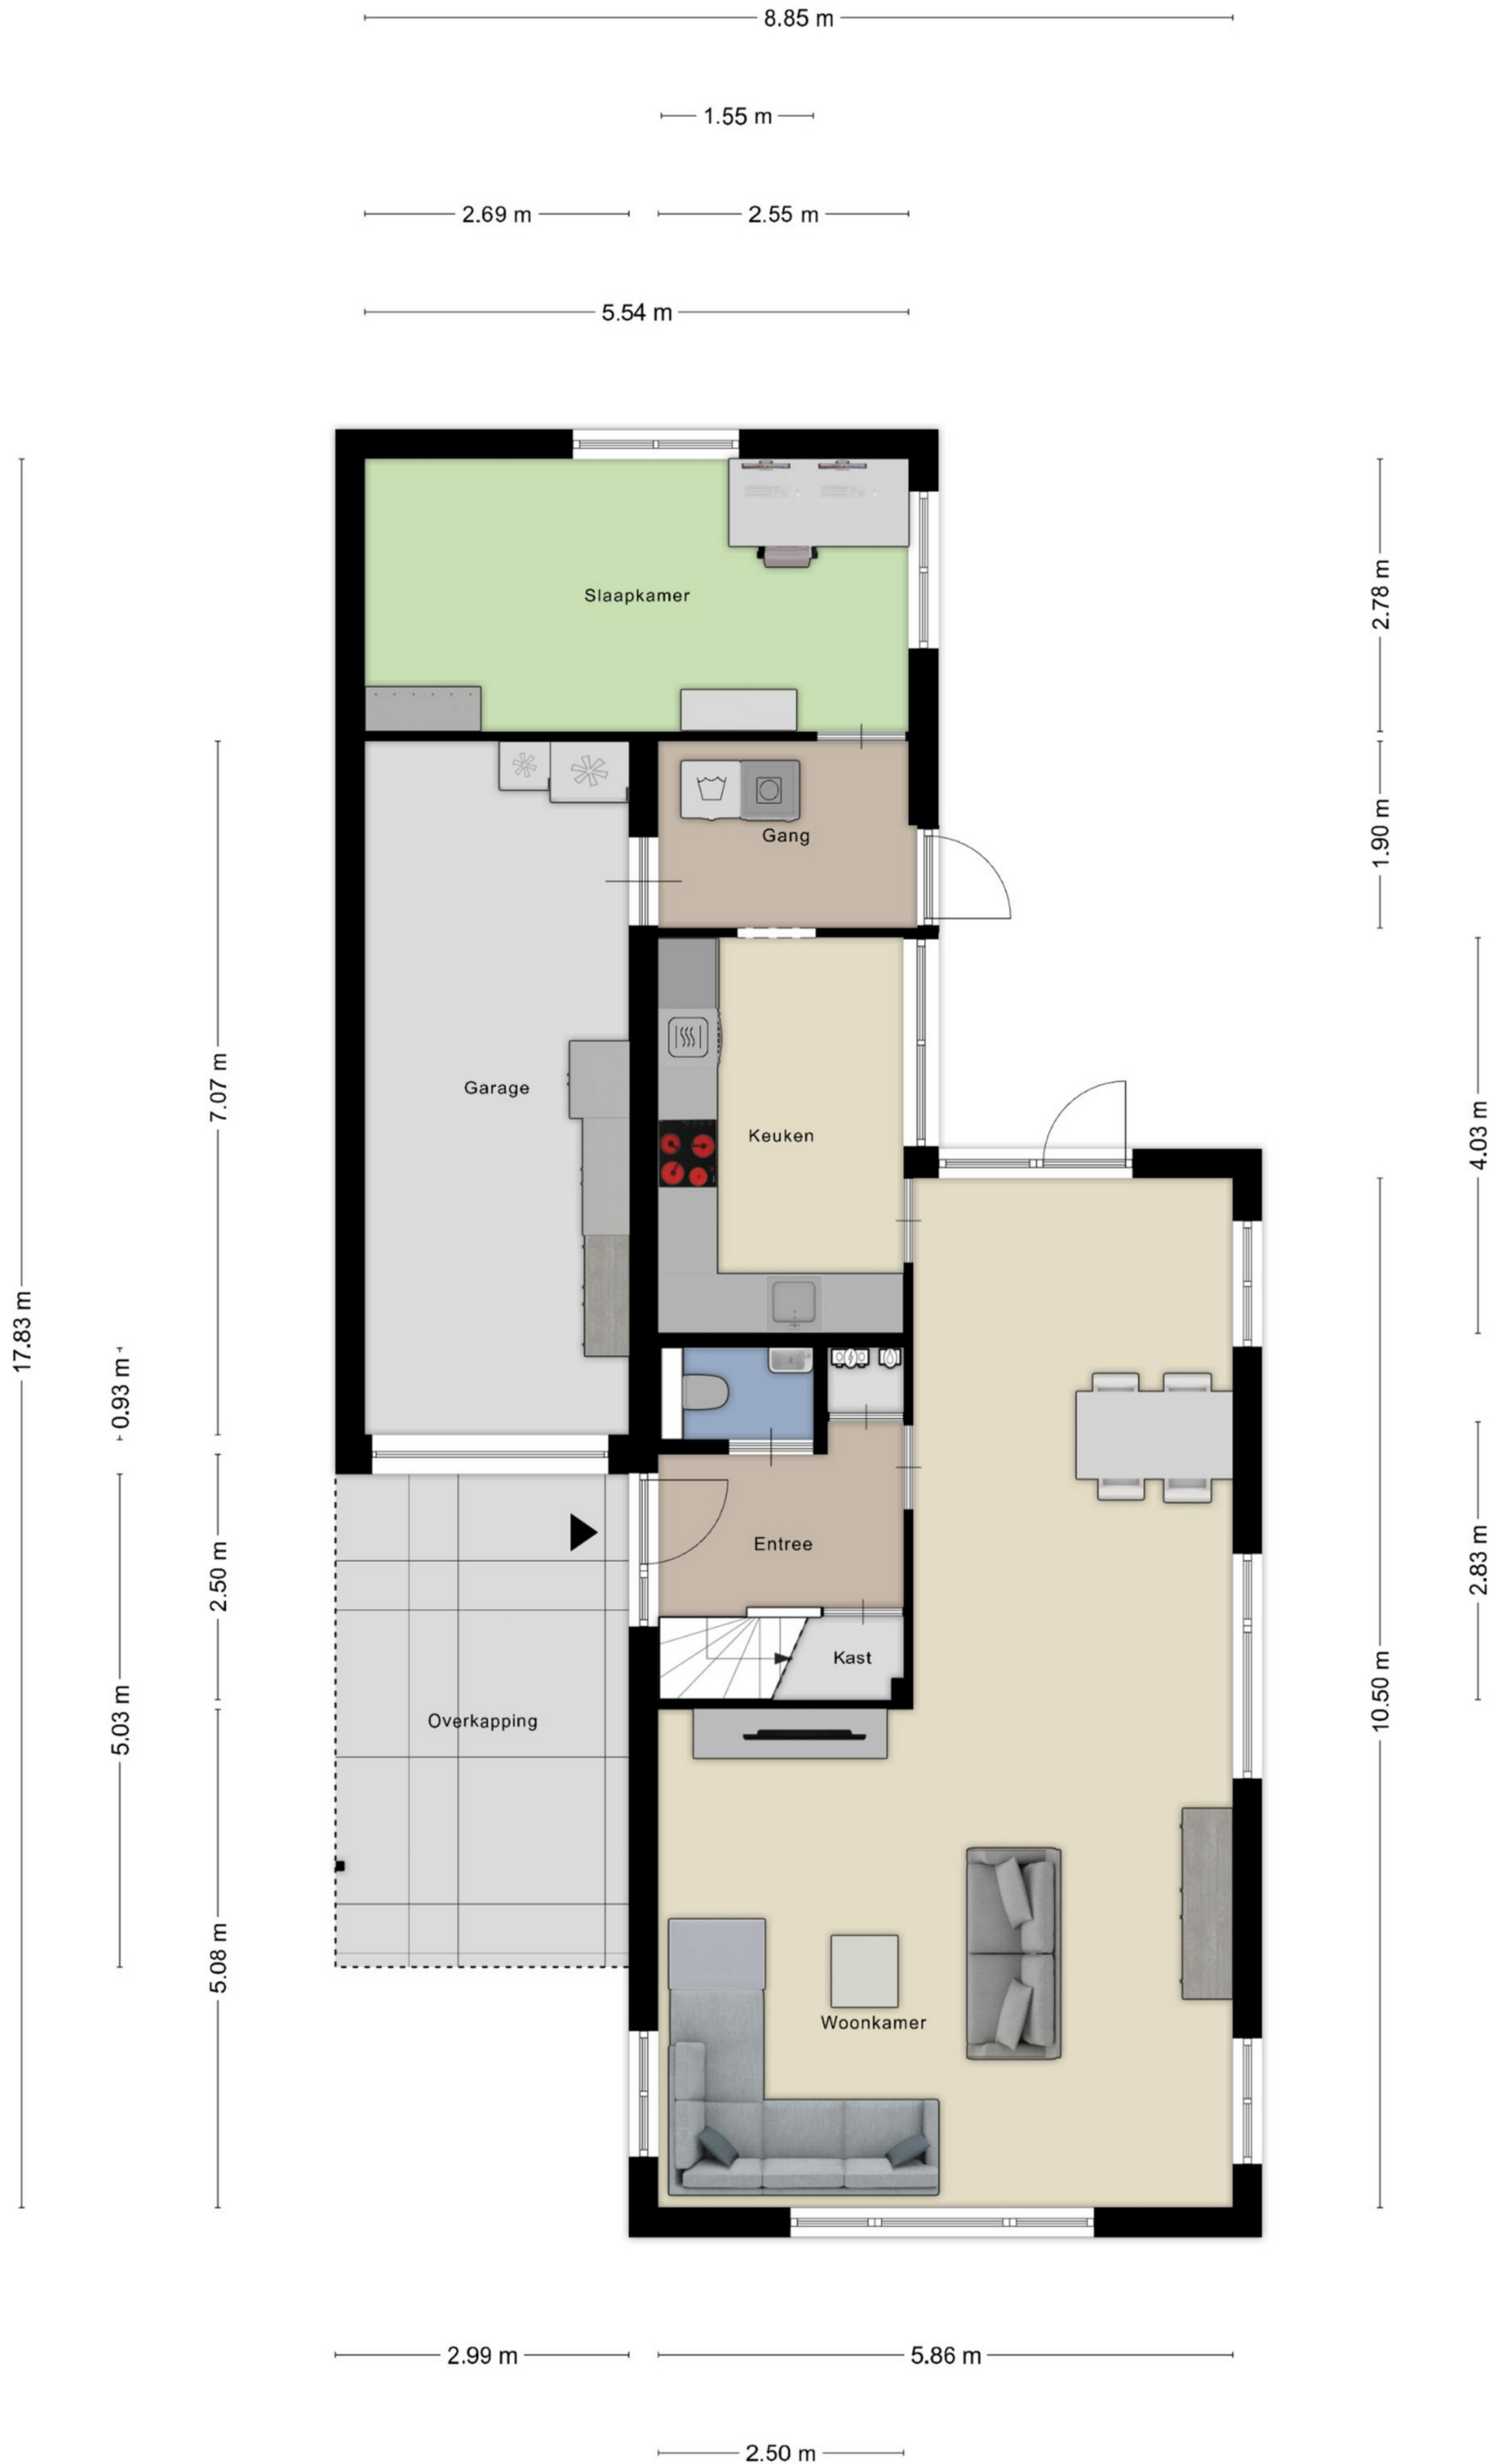 8.85 m
1.55 m
2.69 m
2.55 m
5.54 m
Slaapkamer
2.78 m
Gang
1.90 m
7.07 m
Garage
Keuken
4.03 m
17.83 m
0.93 m
Entree
2.50 m
2.83 m
Kast
5.03 m
Overkapping
10.50 m
5.08 m
Woonkamer
2.99 m
5.86 m
2.50 m